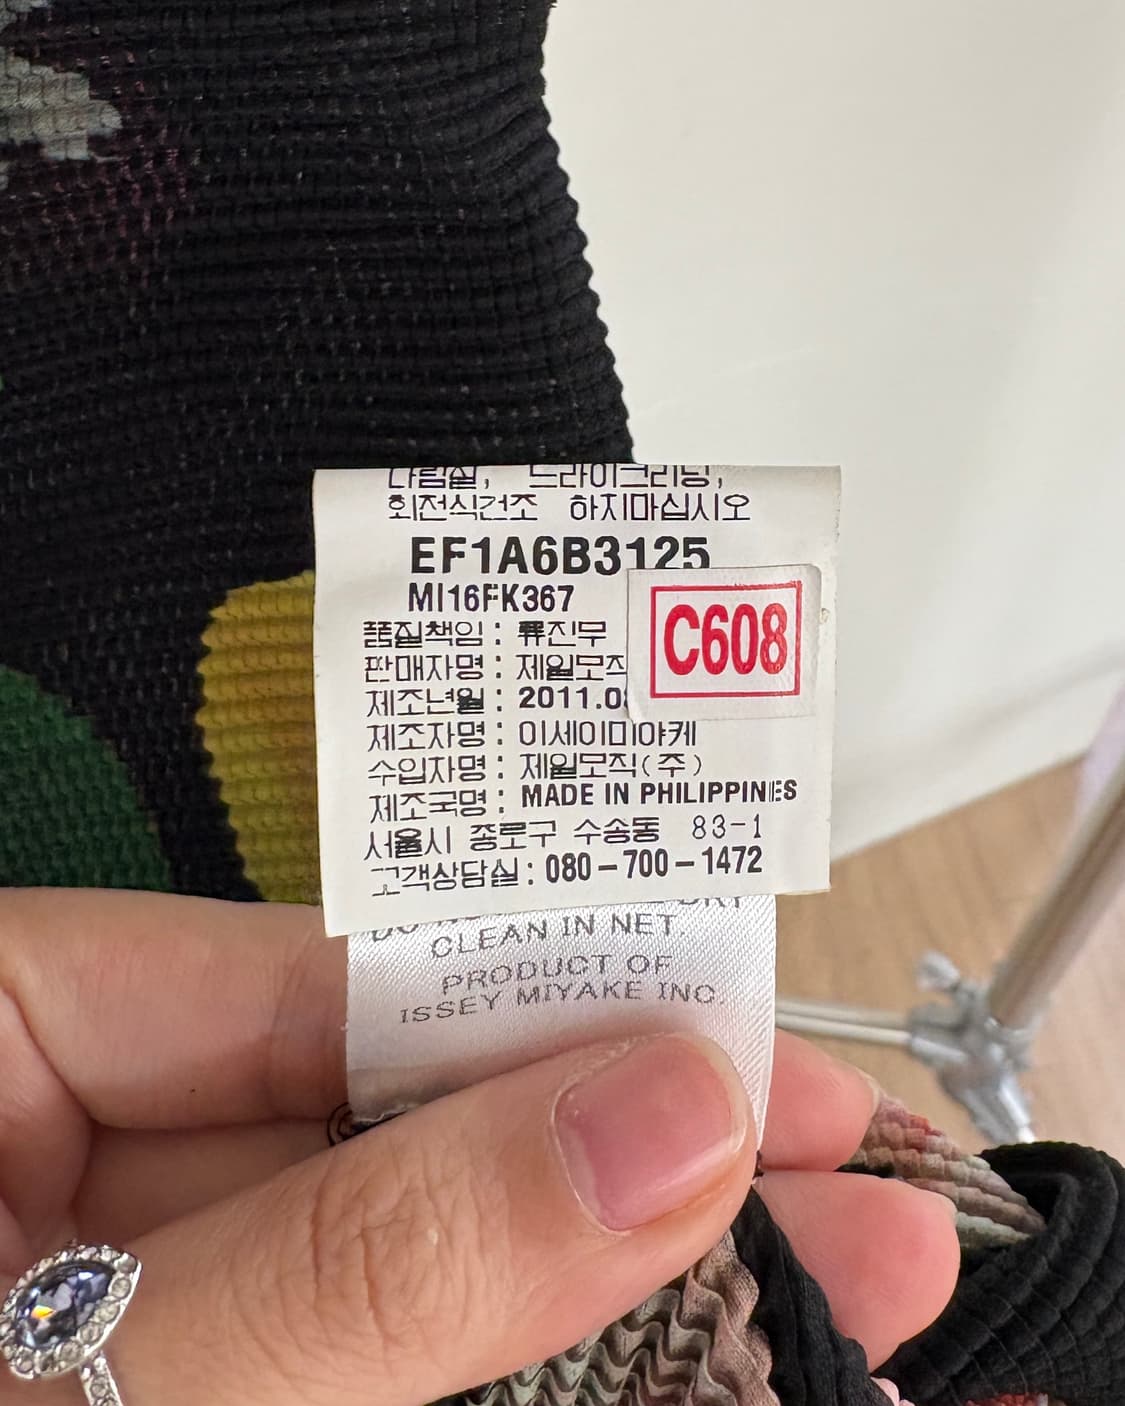 다림질, 드라이크리닝,
회전식건조 하지마십시오
EF1A6B3125
MI16FK367
C608
품질책임 : 류진무
판매자명 : 제일모직
제조년월 : 2011.0
제조자명 : 이세이미야케
수입자명 : 제일모직(주)
제조국명 : MADE IN PHILIPPINES
서울시 종로구 수송동 83-1
고객상담실 : 080-700-1472
DRY
CLEAN IN NET.
PRODUCT OF
ISSEY MIYAKE INC.